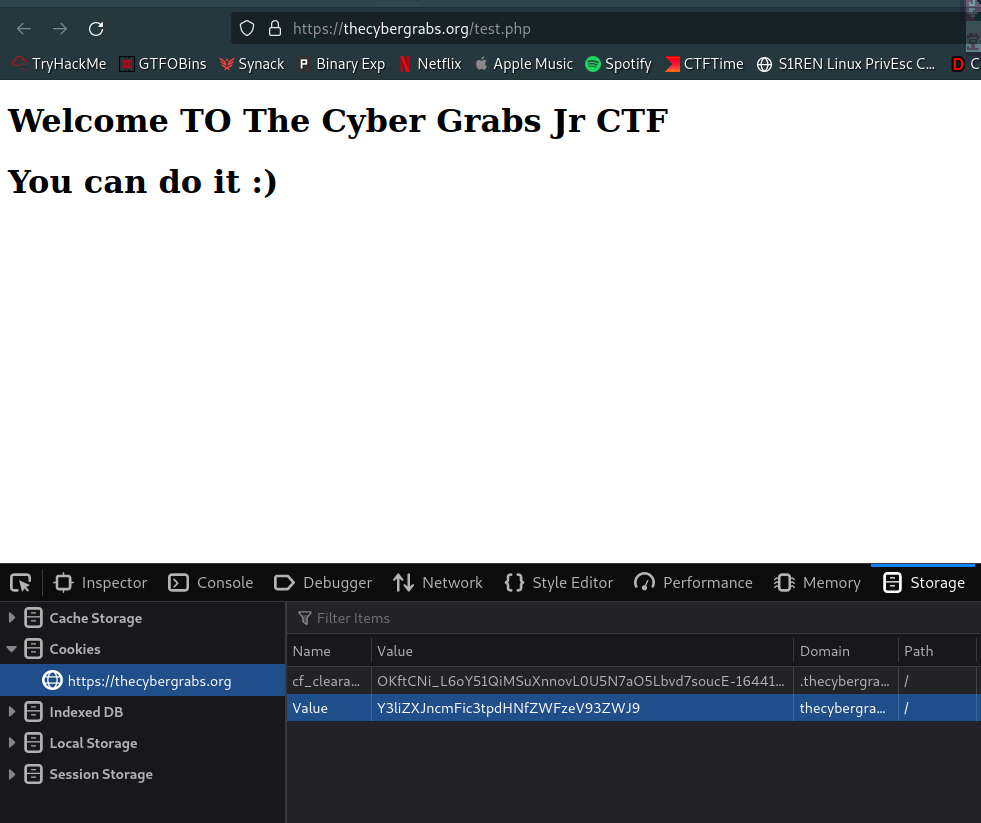 https://thecybergrabs.org/test.php
TryHackMe GTFOBins Synack Binary Exp Netflix Apple Music Spotify CTFTime S1REN Linux PrivEsc C... C
Welcome TO The Cyber Grabs Jr CTF
You can do it :)
Inspector Console Debugger Network Style Editor Performance Memory Storage
Cache Storage
Cookies
https://thecybergrabs.org
Indexed DB
Local Storage
Session Storage
Filter Items
Name Value Domain Path
cf_cleara... OKftCNi_L6oY51QiMSuXnnovL0U5N7aO5Lbvd7soucE-16441... .thecybergra... /
Value Y3liZXJncmFic3tpdHNfZWFzeV93ZWJ9 thecybergra... /